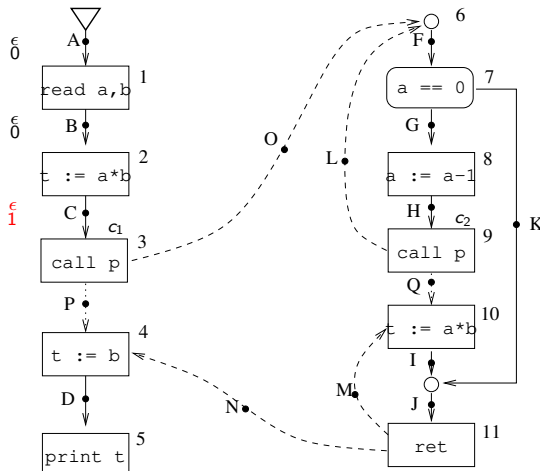 ϵ
0
A
1
read a,b
ϵ
0
B
2
t := a*b
ϵ
1
C
c1
3
call p
P
4
t := b
D
5
print t
O
L
N
M
6
F
7
a == 0
G
8
a := a-1
K
H
c2
9
call p
Q
10
t := a*b
I
J
11
ret